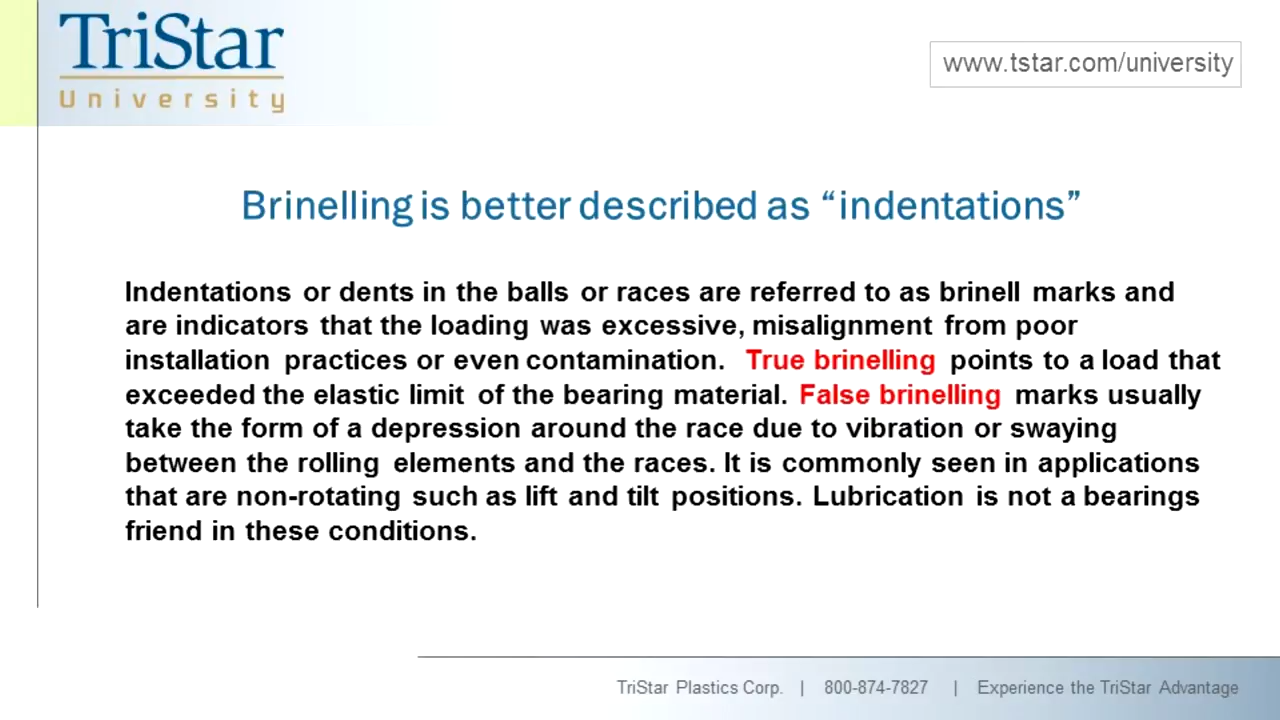 TriStar
University
www.tstar.com/university
Brinelling is better described as “indentations”
Indentations or dents in the balls or races are referred to as brinell marks and
are indicators that the loading was excessive, misalignment from poor
installation practices or even contamination. True brinelling points to a load that
exceeded the elastic limit of the bearing material. False brinelling marks usually
take the form of a depression around the race due to vibration or swaying
between the rolling elements and the races. It is commonly seen in applications
that are non-rotating such as lift and tilt positions. Lubrication is not a bearings
friend in these conditions.
TriStar Plastics Corp. | 800-874-7827 | Experience the TriStar Advantage